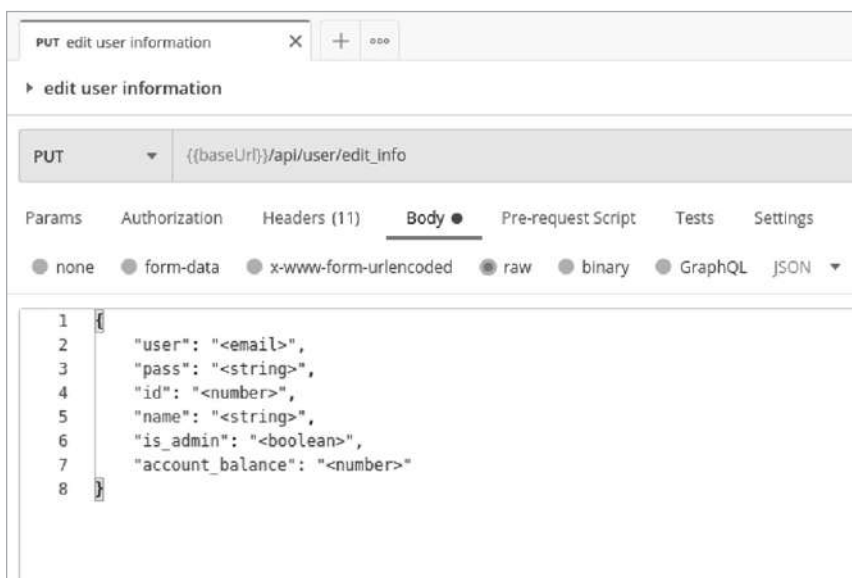 PUT edit user information
edit user information
PUT {{baseUrl}}/api/user/edit_info
Params Authorization Headers (11) Body Pre-request Script Tests Settings
none form-data x-www-form-urlencoded raw binary GraphQL JSON
1 {
2 "user": "<email>",
3 "pass": "<string>",
4 "id": "<number>",
5 "name": "<string>",
6 "is_admin": "<boolean>",
7 "account_balance": "<number>"
8 }